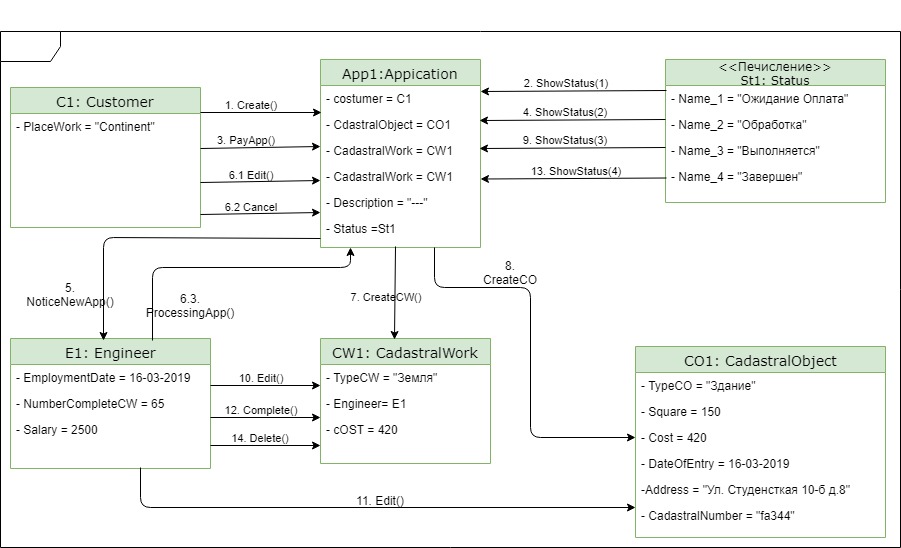 C1: Customer
- PlaceWork = "Continent"
1. Create()
3. PayApp()
6.1 Edit()
6.2 Cancel
App1:Appication
- costumer = C1
- CdastralObject = CO1
- CadastralWork = CW1
- CadastralWork = CW1
- Description = "---"
- Status =St1
2. ShowStatus(1)
4. ShowStatus(2)
9. ShowStatus(3)
13. ShowStatus(4)
<<Печисление>>
St1: Status
- Name_1 = "Ожидание Оплата"
- Name_2 = "Обработка"
- Name_3 = "Выполняется"
- Name_4 = "Завершен"
5.
NoticeNewApp()
6.3.
ProcessingApp()
7. CreateCW()
8.
CreateCO
E1: Engineer
- EmploymentDate = 16-03-2019
- NumberCompleteCW = 65
- Salary = 2500
10. Edit()
12. Complete()
14. Delete()
CW1: CadastralWork
- TypeCW = "Земля"
- Engineer= E1
- cOST = 420
CO1: CadastralObject
- TypeCO = "Здание"
- Square = 150
- Cost = 420
- DateOfEntry = 16-03-2019
-Address = "Ул. Студенсткая 10-б д.8"
- CadastralNumber = "fa344"
11. Edit()